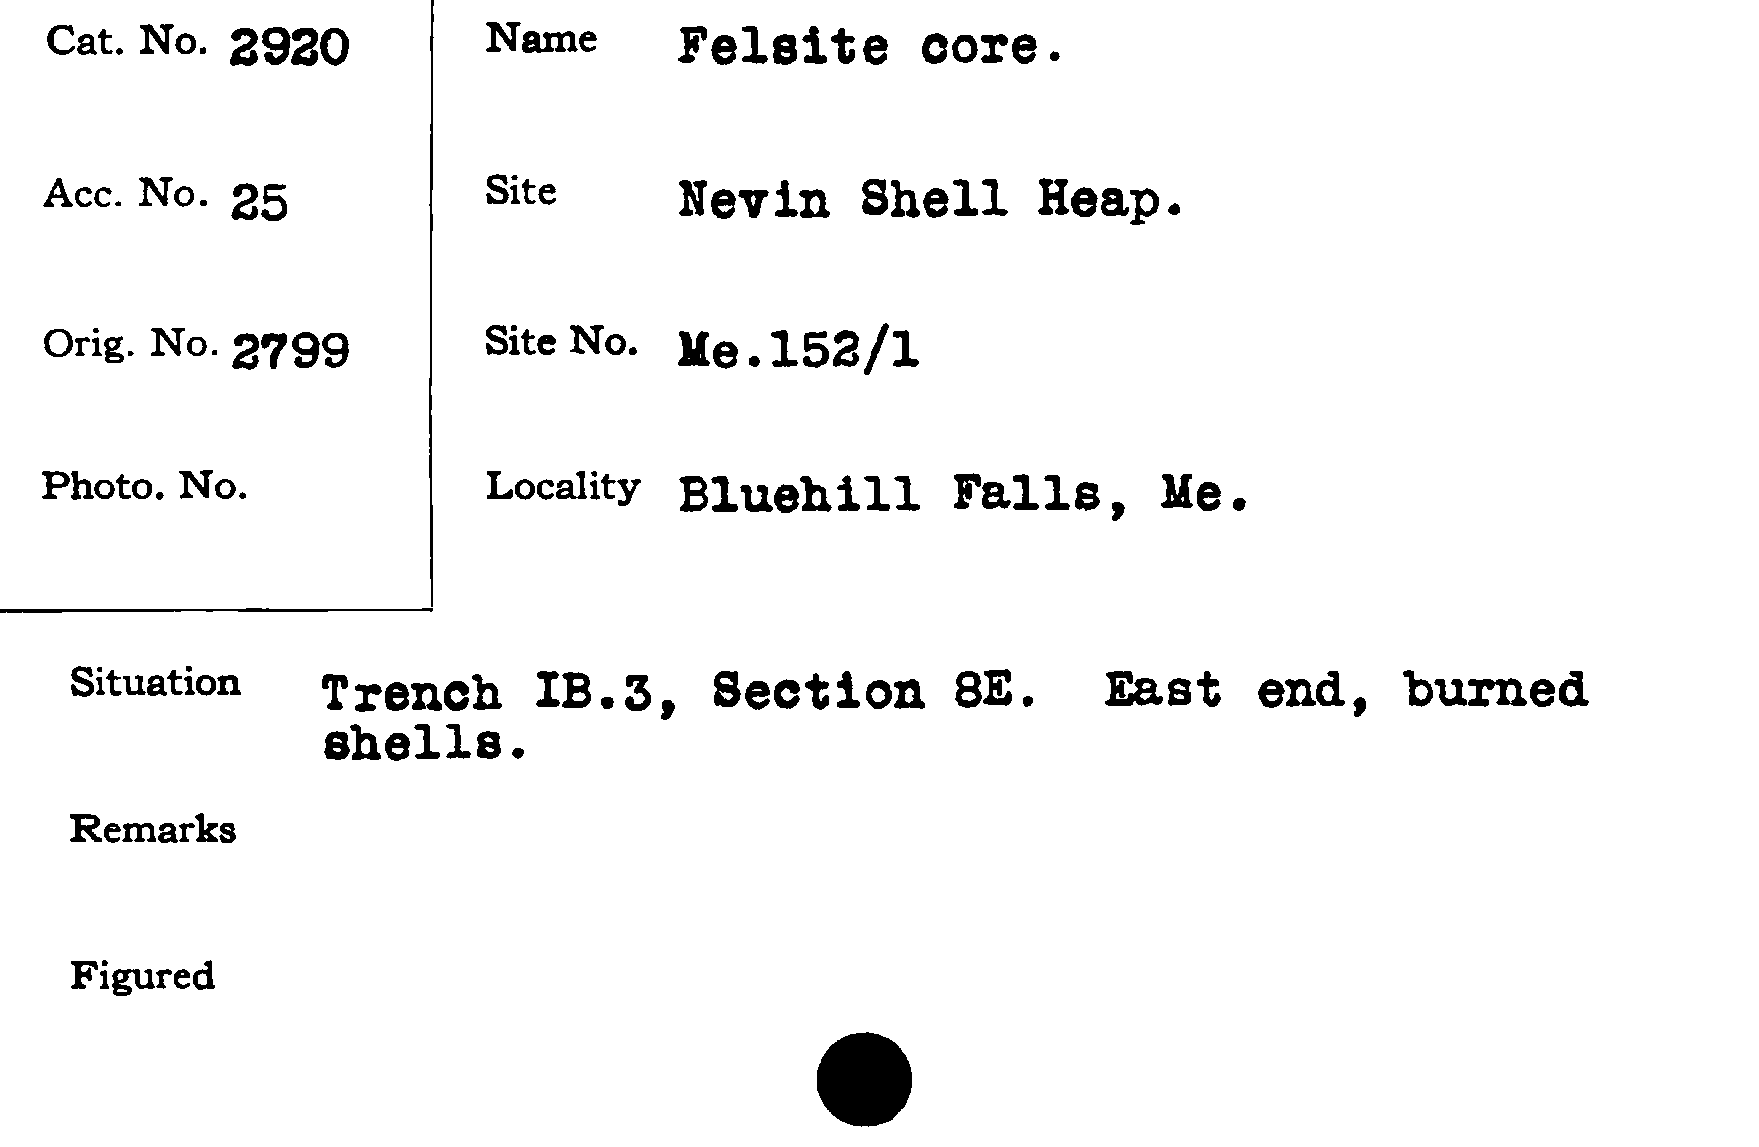 Cat. No. 2920
Acc. No. 25
Orig. No. 2799
Photo. No.
Name Felsite core.
Site Nevin Shell Heap.
Site No. Me.152/1
Locality Bluehill Falls, Me.
Situation Trench IB.3, Section 8E. East end, burned
shells.
Remarks
Figured